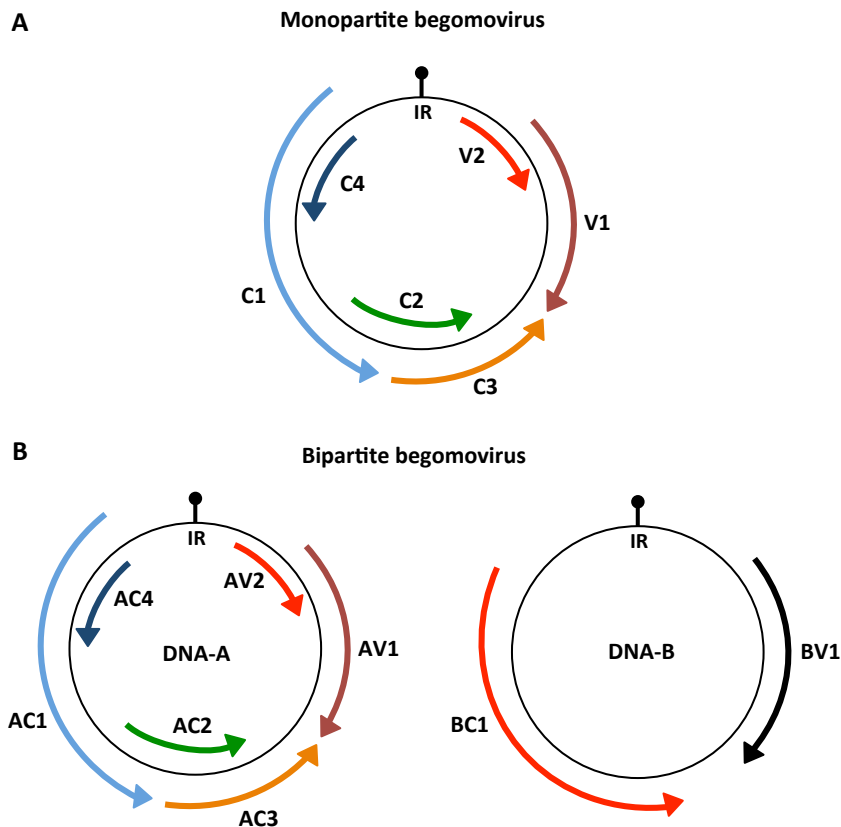 A
Monopartite begomovirus
IR
V2
C4
V1
C1
C2
C3
B
Bipartite begomovirus
IR
IR
AV2
AC4
AV1
DNA-A
DNA-B
BV1
AC1
AC2
BC1
AC3